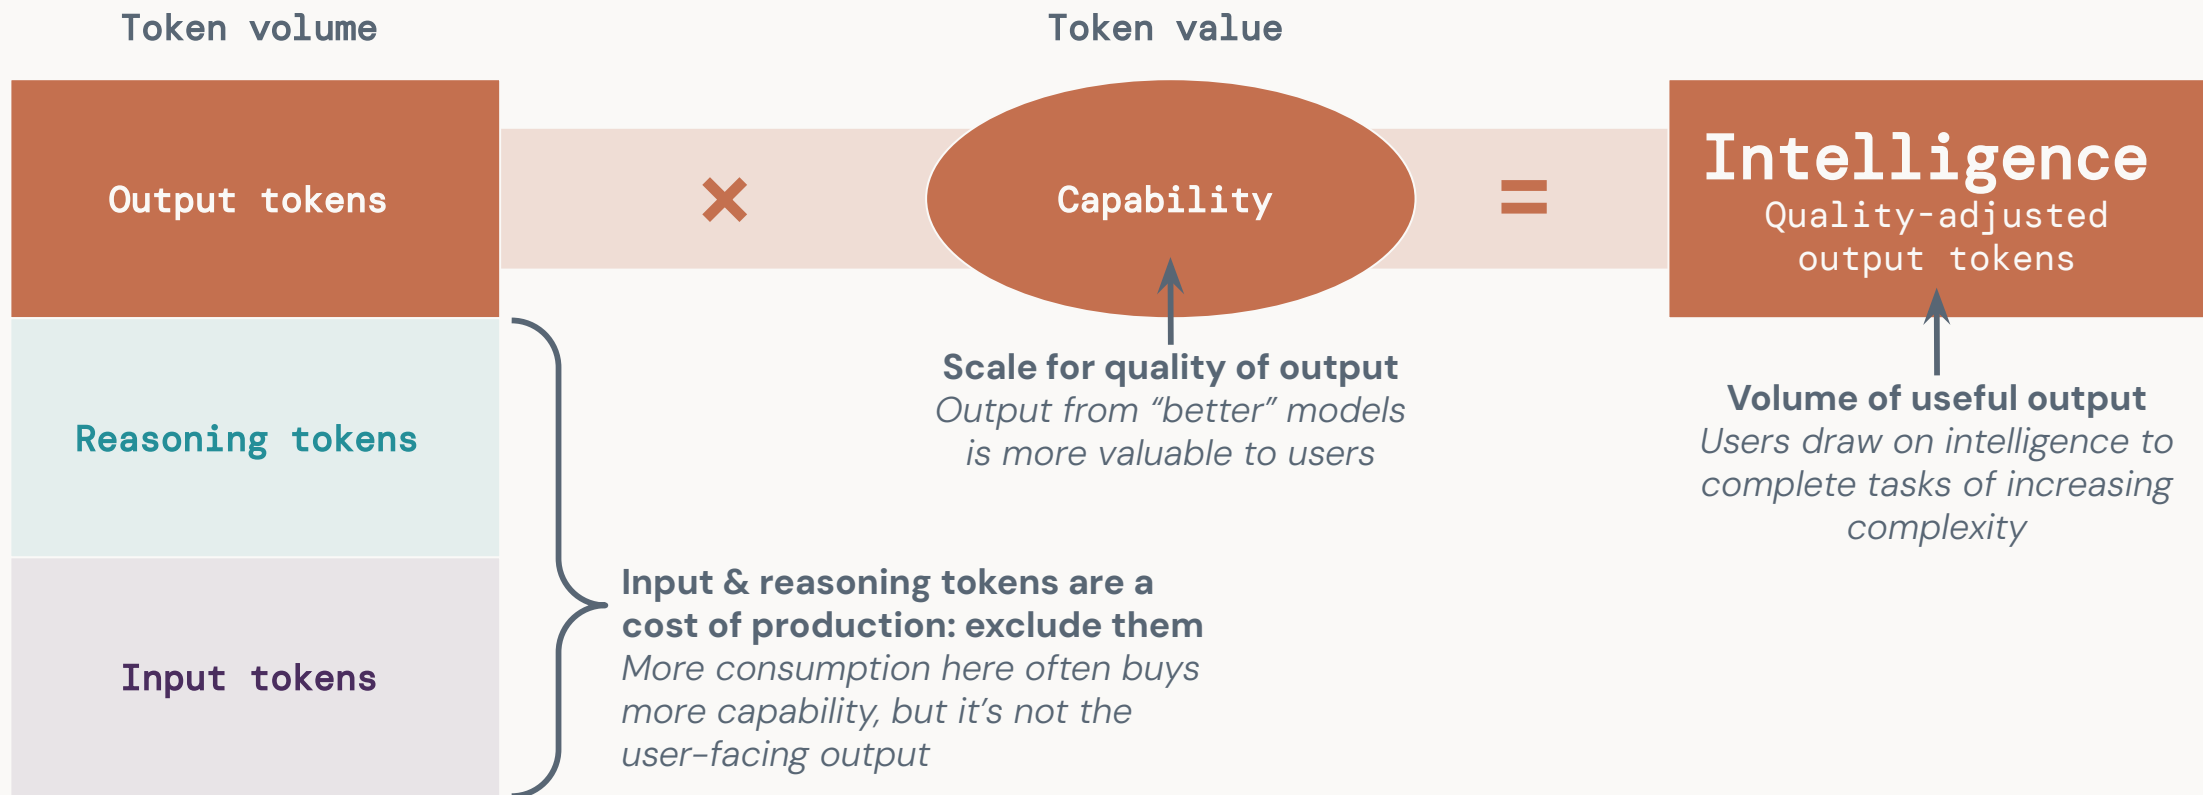 Token volume
Token value
Output tokens
×
Capability
=
Intelligence
Quality-adjusted
output tokens
Scale for quality of output
Output from “better” models
is more valuable to users
Volume of useful output
Users draw on intelligence to
complete tasks of increasing
complexity
Reasoning tokens
Input & reasoning tokens are a
cost of production: exclude them
More consumption here often buys
more capability, but it’s not the
user-facing output
Input tokens